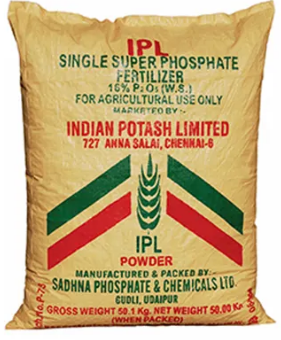 IPL
SINGLE SUPER PHOSPHATE
FERTILIZER
16% P2O5 (W.S.)
FOR AGRICULTURAL USE ONLY
MARKETED BY :-
INDIAN POTASH LIMITED
727 ANNA SALAI, CHENNAI-6
IPL
POWDER
MANUFACTURED & PACKED BY:-
SADHNA PHOSPHATE & CHEMICALS LTD.
GUDLI, UDAIPUR
GROSS WEIGHT 50.1 Kg. NET WEIGHT 50.00 Kg.
(WHEN PACKED)